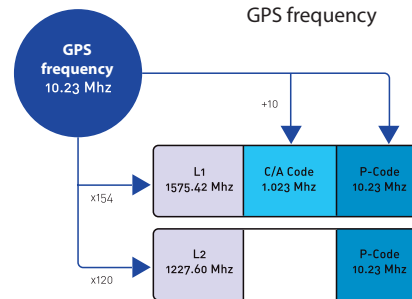 GPS frequency
GPS
frequency
10.23 Mhz
+10
L1
1575.42 Mhz
C/A Code
1.023 Mhz
P-Code
10.23 Mhz
x154
L2
1227.60 Mhz
P-Code
10.23 Mhz
x120